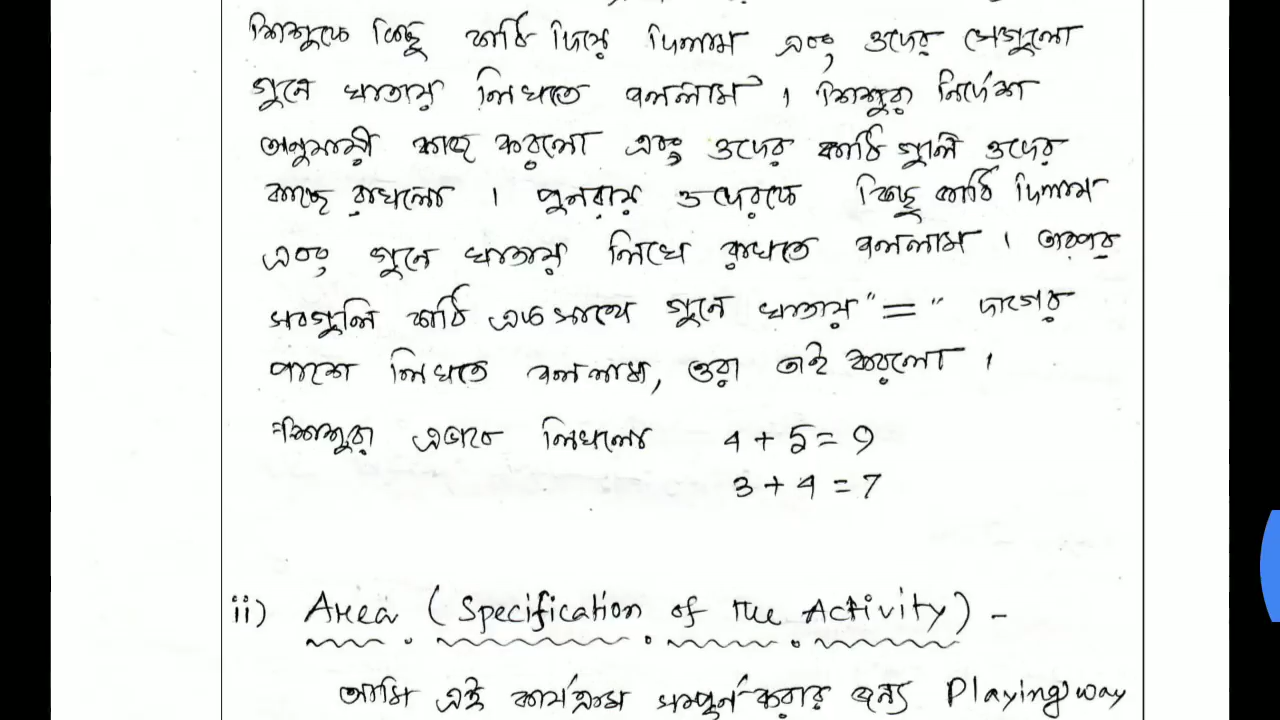 শিশুকে কিছু কাঠি দিয়ে দিলাম এবং ওদের সেগুলো
গুনে খাতায় লিখতে বললাম । শিশুরা নির্দেশ
অনুযায়ী কাজ করলো এবং ওদের কাঠি গুলি ওদের
কাছে রাখলো । পুনরায় ওদেরকে কিছু কাঠি দিলাম
এবং গুনে খাতায় লিখে রাখতে বললাম । তারপর
সবগুলি কাঠি এক সাথে গুনে খাতায় "=" দাগের
পাশে লিখতে বললাম, ওরা তাই করলো ।
শিশুরা এভাবে লিখলো 4 + 5 = 9
3 + 4 = 7
ii) Area (Specification of the Activity) -
আমি এই কার্যক্রম সম্পূর্ন করার জন্য Playing way